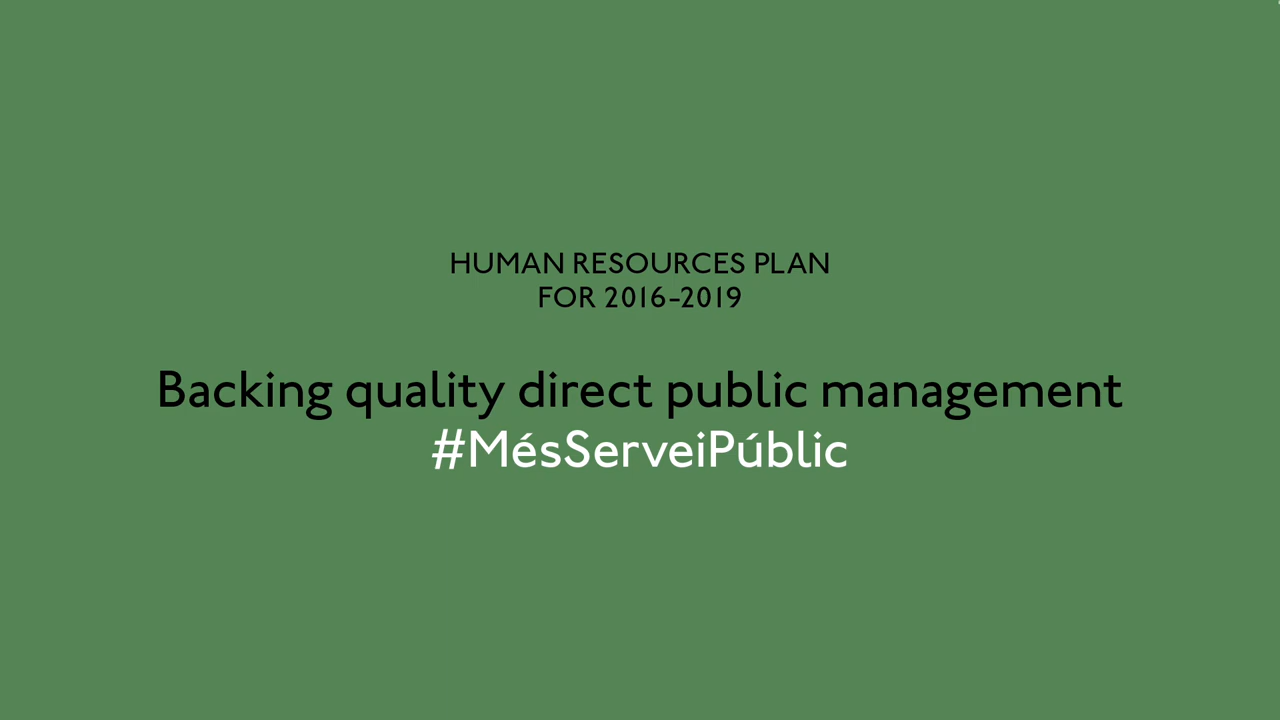 HUMAN RESOURCES PLAN
FOR 2016-2019
Backing quality direct public management
#MésServeiPúblic